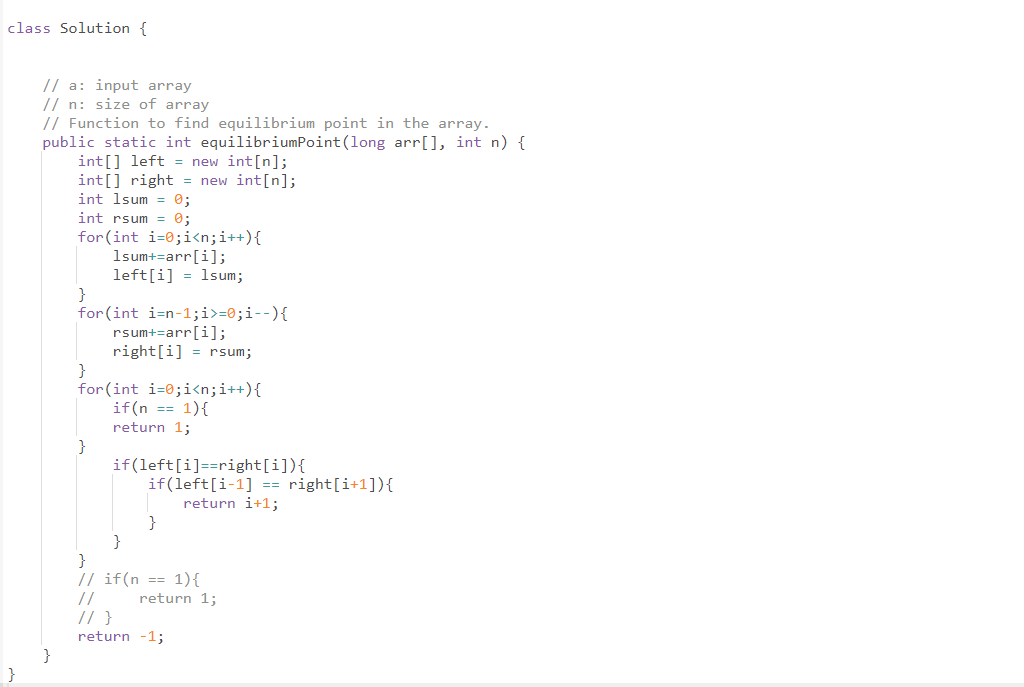 class Solution {
    // a: input array
    // n: size of array
    // Function to find equilibrium point in the array.
    public static int equilibriumPoint(long arr[], int n) {
        int[] left = new int[n];
        int[] right = new int[n];
        int lsum = 0;
        int rsum = 0;
        for(int i=0;i<n;i++){
            lsum+=arr[i];
            left[i] = lsum;
        }
        for(int i=n-1;i>=0;i--){
            rsum+=arr[i];
            right[i] = rsum;
        }
        for(int i=0;i<n;i++){
            if(n == 1){
            return 1;
        }
            if(left[i]==right[i]){
                if(left[i-1] == right[i+1]){
                    return i+1;
                }
            }
        }
        // if(n == 1){
        //     return 1;
        // }
        return -1;
    }
}